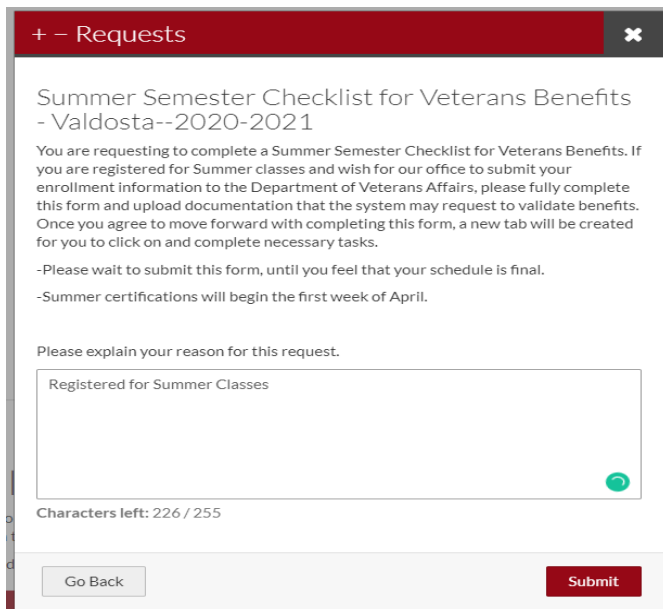 + – Requests
Summer Semester Checklist for Veterans Benefits
- Valdosta--2020-2021
You are requesting to complete a Summer Semester Checklist for Veterans Benefits. If
you are registered for Summer classes and wish for our office to submit your
enrollment information to the Department of Veterans Affairs, please fully complete
this form and upload documentation that the system may request to validate benefits.
Once you agree to move forward with completing this form, a new tab will be created
for you to click on and complete necessary tasks.
-Please wait to submit this form, until you feel that your schedule is final.
-Summer certifications will begin the first week of April.
Please explain your reason for this request.
Registered for Summer Classes
Characters left: 226 / 255
Go Back
Submit